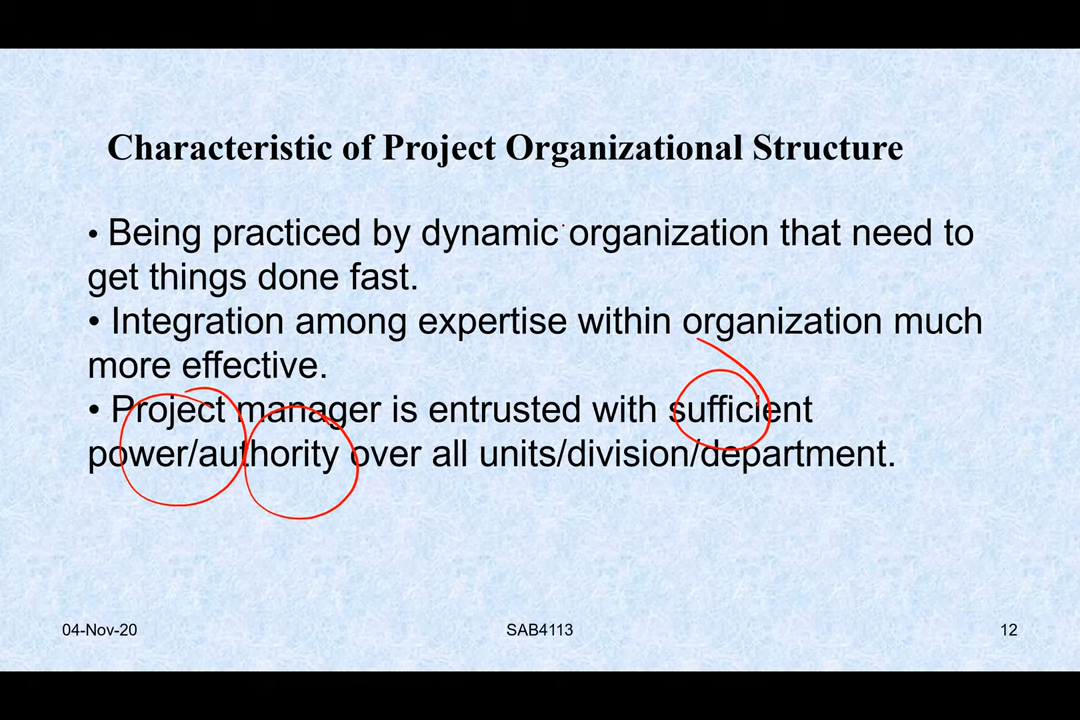 Characteristic of Project Organizational Structure
• Being practiced by dynamic organization that need to
get things done fast.
• Integration among expertise within organization much
more effective.
• Project manager is entrusted with sufficient
power/authority over all units/division/department.
04-Nov-20
SAB4113
12